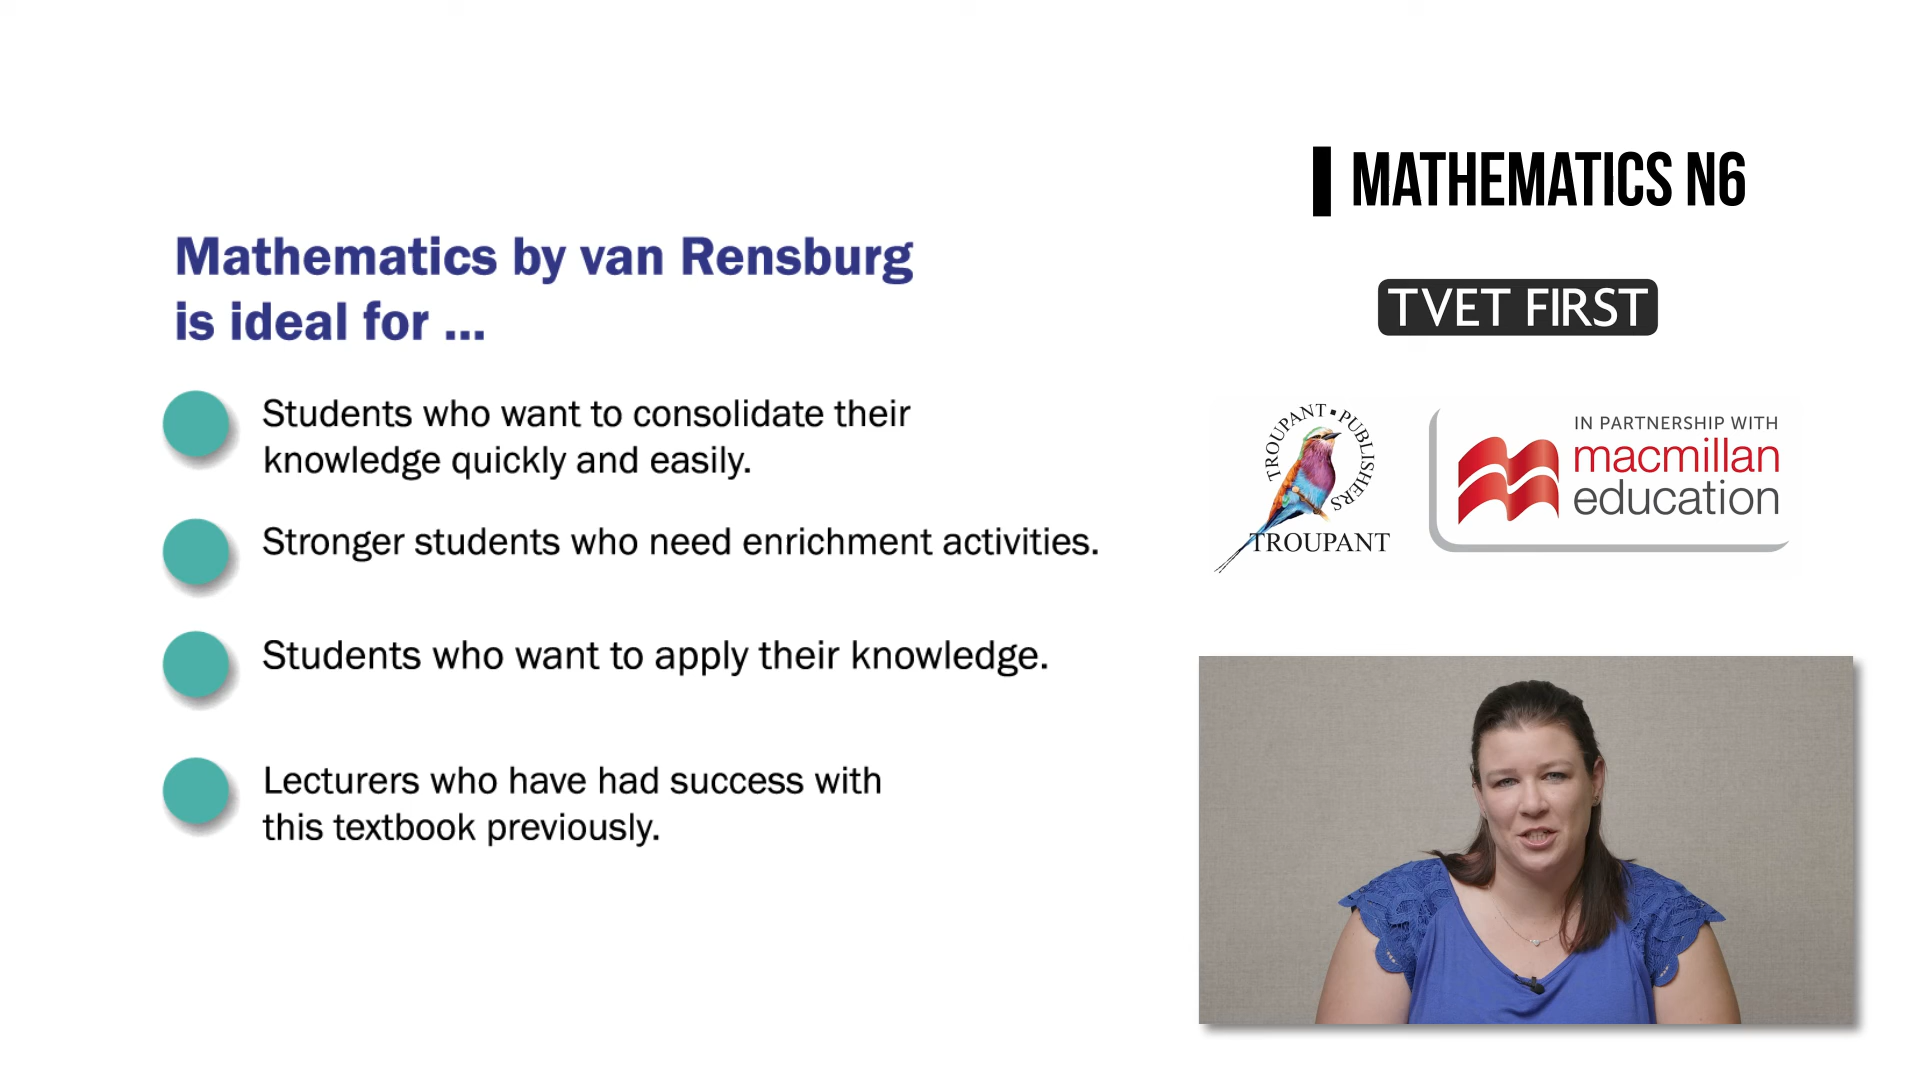 Mathematics by van Rensburg
is ideal for ...
Students who want to consolidate their
knowledge quickly and easily.
Stronger students who need enrichment activities.
Students who want to apply their knowledge.
Lecturers who have had success with
this textbook previously.
MATHEMATICS N6
TVET FIRST
TROUPANT▪PUBLISHERS
TROUPANT
IN PARTNERSHIP WITH
macmillan
education